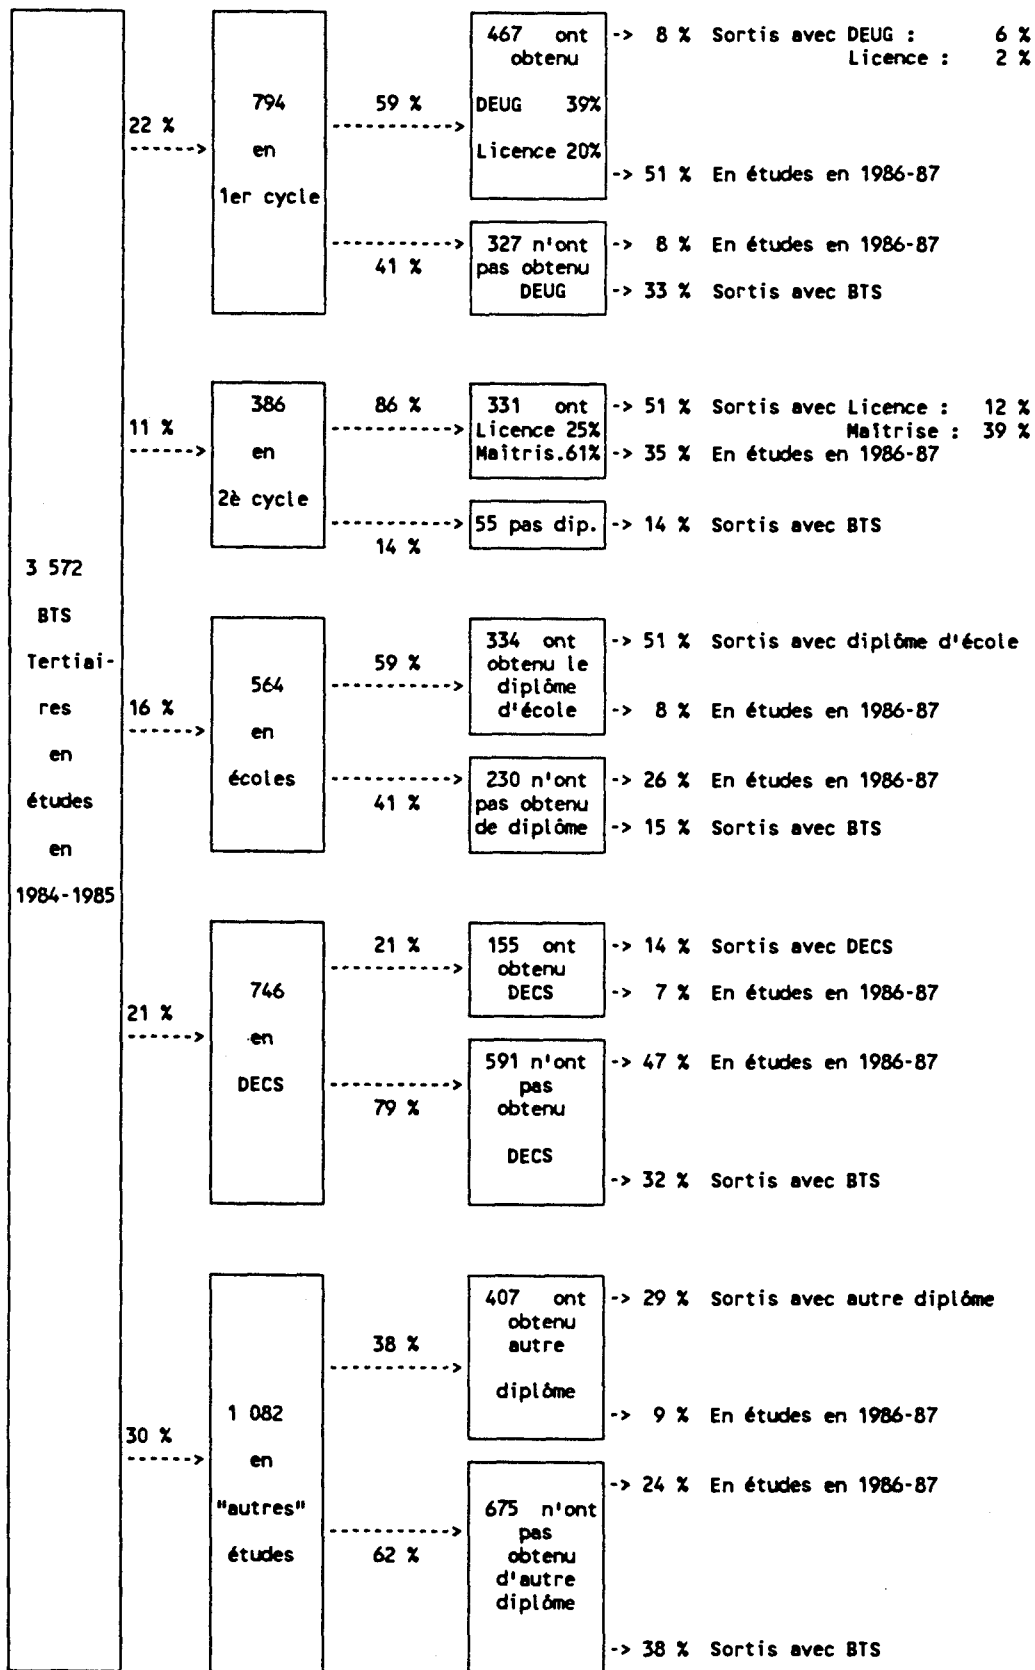 3 572
BTS
Tertiai-
res
en
études
en
1984-1985
22 %
----->
794
en
1er cycle
59 %
---------->
467 ont
obtenu
DEUG 39%
Licence 20%
-> 8 % Sortis avec DEUG : 6 %
Licence : 2 %
-> 51 % En études en 1986-87
---------->
41 %
327 n'ont
pas obtenu
DEUG
-> 8 % En études en 1986-87
-> 33 % Sortis avec BTS
11 %
----->
386
en
2è cycle
86 %
---------->
331 ont
Licence 25%
Maîtris.61%
-> 51 % Sortis avec Licence : 12 %
Maîtrise : 39 %
-> 35 % En études en 1986-87
---------->
14 %
55 pas dip.
-> 14 % Sortis avec BTS
16 %
----->
564
en
écoles
59 %
---------->
334 ont
obtenu le
diplôme
d'école
-> 51 % Sortis avec diplôme d'école
-> 8 % En études en 1986-87
---------->
41 %
230 n'ont
pas obtenu
de diplôme
-> 26 % En études en 1986-87
-> 15 % Sortis avec BTS
21 %
----->
746
en
DECS
21 %
---------->
155 ont
obtenu
DECS
-> 14 % Sortis avec DECS
-> 7 % En études en 1986-87
---------->
79 %
591 n'ont
pas
obtenu
DECS
-> 47 % En études en 1986-87
-> 32 % Sortis avec BTS
30 %
----->
1 082
en
"autres"
études
38 %
---------->
407 ont
obtenu
autre
diplôme
-> 29 % Sortis avec autre diplôme
-> 9 % En études en 1986-87
---------->
62 %
675 n'ont
pas
obtenu
d'autre
diplôme
-> 24 % En études en 1986-87
-> 38 % Sortis avec BTS